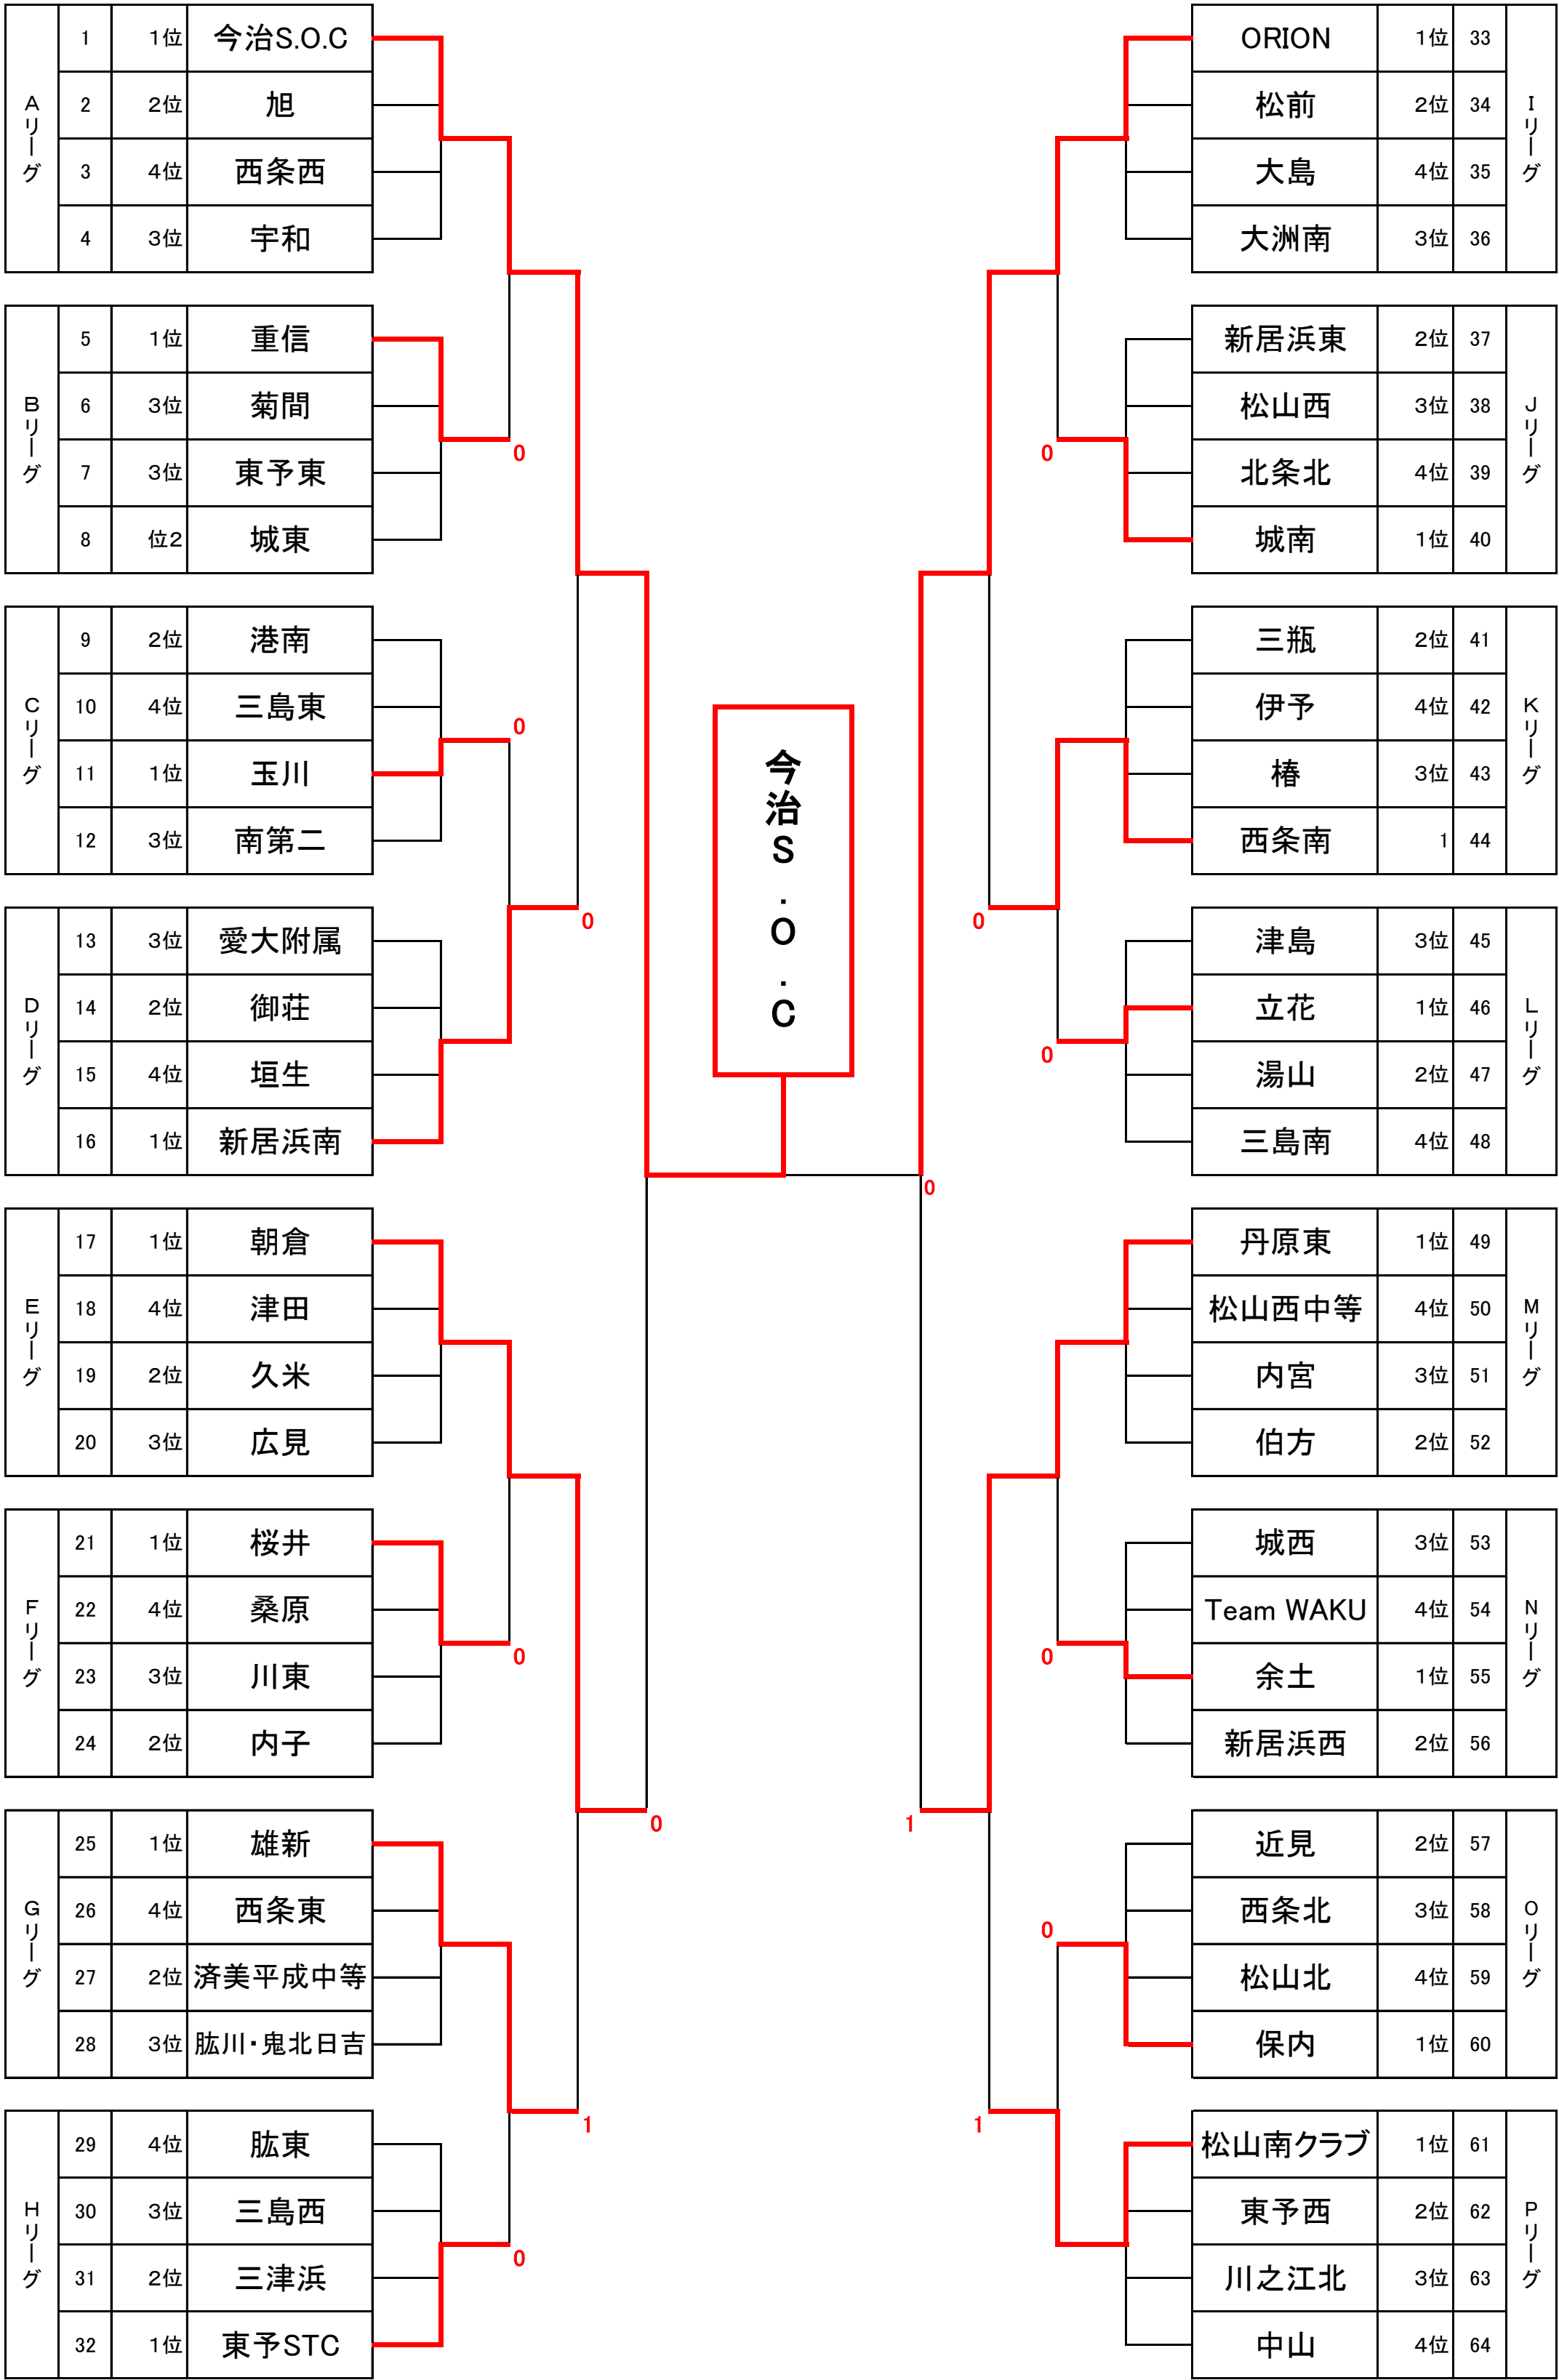 Aリーグ
1 1位 今治S.O.C
2 2位 旭
3 4位 西条西
4 3位 宇和
Bリーグ
5 1位 重信
6 3位 菊間
7 3位 東予東
8 位2 城東
0
Cリーグ
9 2位 港南
10 4位 三島東
11 1位 玉川
12 3位 南第二
0
Dリーグ
13 3位 愛大附属
14 2位 御荘
15 4位 垣生
16 1位 新居浜南
0
Eリーグ
17 1位 朝倉
18 4位 津田
19 2位 久米
20 3位 広見
Fリーグ
21 1位 桜井
22 4位 桑原
23 3位 川東
24 2位 内子
0
Gリーグ
25 1位 雄新
26 4位 西条東
27 2位 済美平成中等
28 3位 肱川・鬼北日吉
0
Hリーグ
29 4位 肱東
30 3位 三島西
31 2位 三津浜
32 1位 東予STC
1
0
今治S.O.C
0
ORION 1位 33
松前 2位 34
大島 4位 35
大洲南 3位 36
Iリーグ
新居浜東 2位 37
松山西 3位 38
北条北 4位 39
城南 1位 40
Jリーグ
0
三瓶 2位 41
伊予 4位 42
椿 3位 43
西条南 1 44
Kリーグ
0
津島 3位 45
立花 1位 46
湯山 2位 47
三島南 4位 48
Lリーグ
0
丹原東 1位 49
松山西中等 4位 50
内宮 3位 51
伯方 2位 52
Mリーグ
城西 3位 53
Team WAKU 4位 54
余土 1位 55
新居浜西 2位 56
Nリーグ
0
1
近見 2位 57
西条北 3位 58
松山北 4位 59
保内 1位 60
Oリーグ
0
松山南クラブ 1位 61
東予西 2位 62
川之江北 3位 63
中山 4位 64
Pリーグ
1